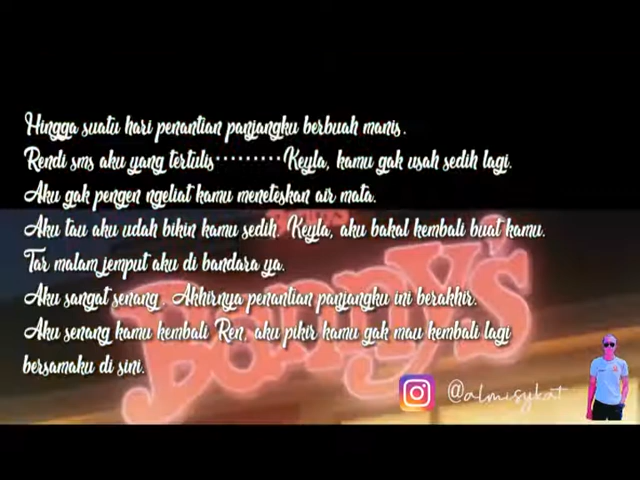 Hingga suatu hari penantian panjangku berbuah manis.
Rendi sms aku yang tertulis.........Keyla, kamu gak usah sedih lagi.
Aku gak pengen ngeliat kamu meneteskan air mata.
Aku tau aku udah bikin kamu sedih. Keyla, aku bakal kembali buat kamu.
Tar malam jemput aku di bandara ya.
Aku sangat senang. Akhirnya penantian panjangku ini berakhir.
Aku senang kamu kembali Ren, aku pikir kamu gak mau kembali lagi
bersamaku di sini.
@almisykat